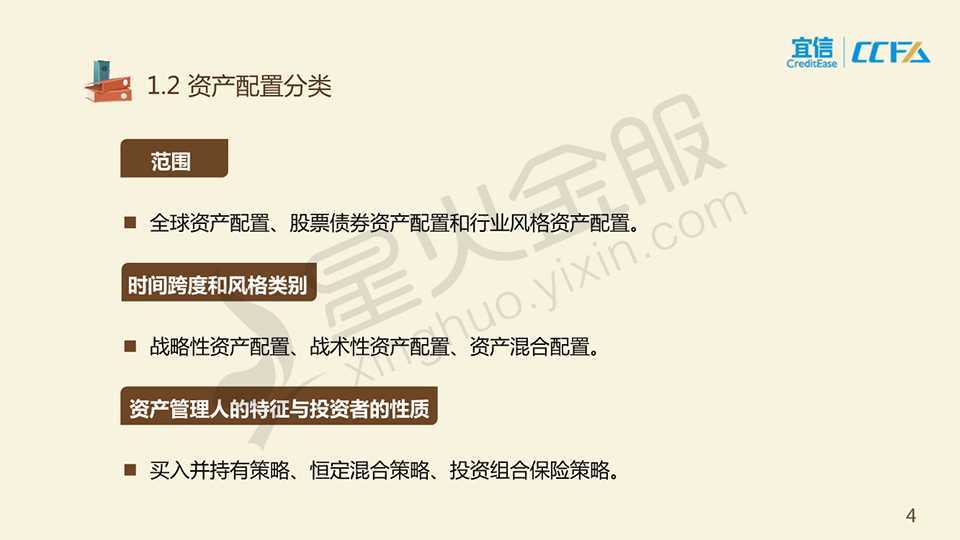 宜信
CreditEase
CCFA
1.2 资产配置分类
范围
■ 全球资产配置、股票债券资产配置和行业风格资产配置。
时间跨度和风格类别
■ 战略性资产配置、战术性资产配置、资产混合配置。
资产管理人的特征与投资者的性质
■ 买入并持有策略、恒定混合策略、投资组合保险策略。
星火金服
xinghuo.yixin.com
4